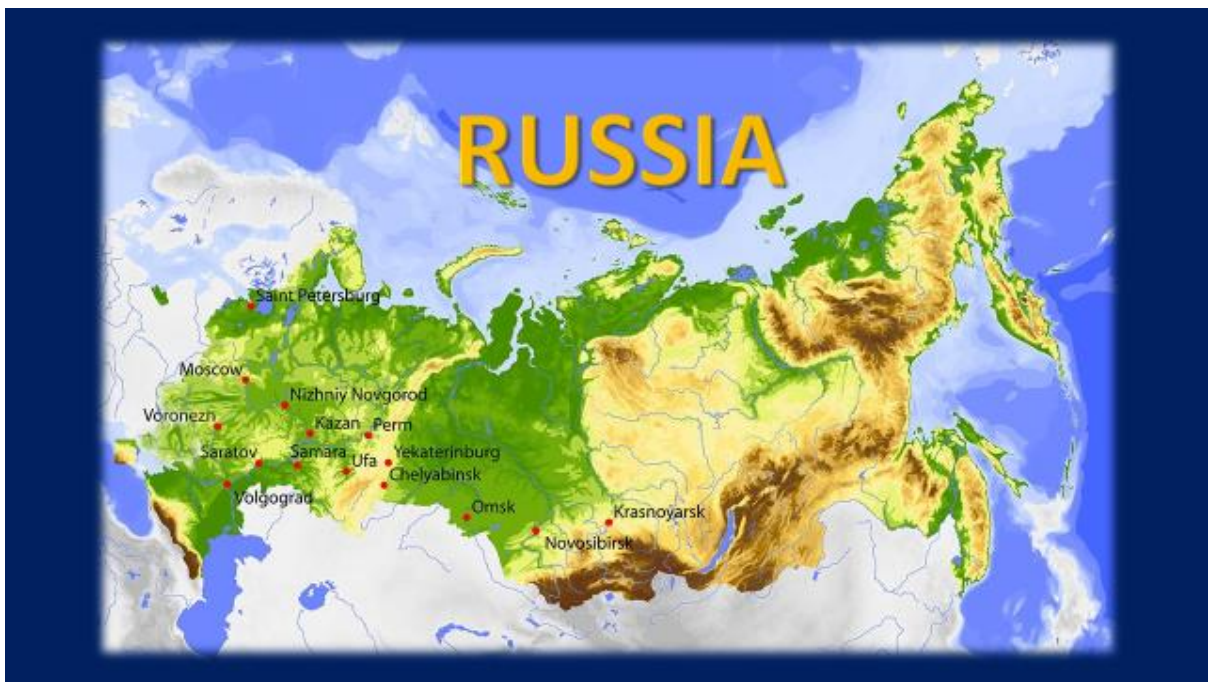 RUSSIA
Saint Petersburg
Moscow
Nizhniy Novgorod
Voronezh
Kazan
Perm
Saratov
Samara
Ufa
Yekaterinburg
Chelyabinsk
Volgograd
Omsk
Krasnoyarsk
Novosibirsk